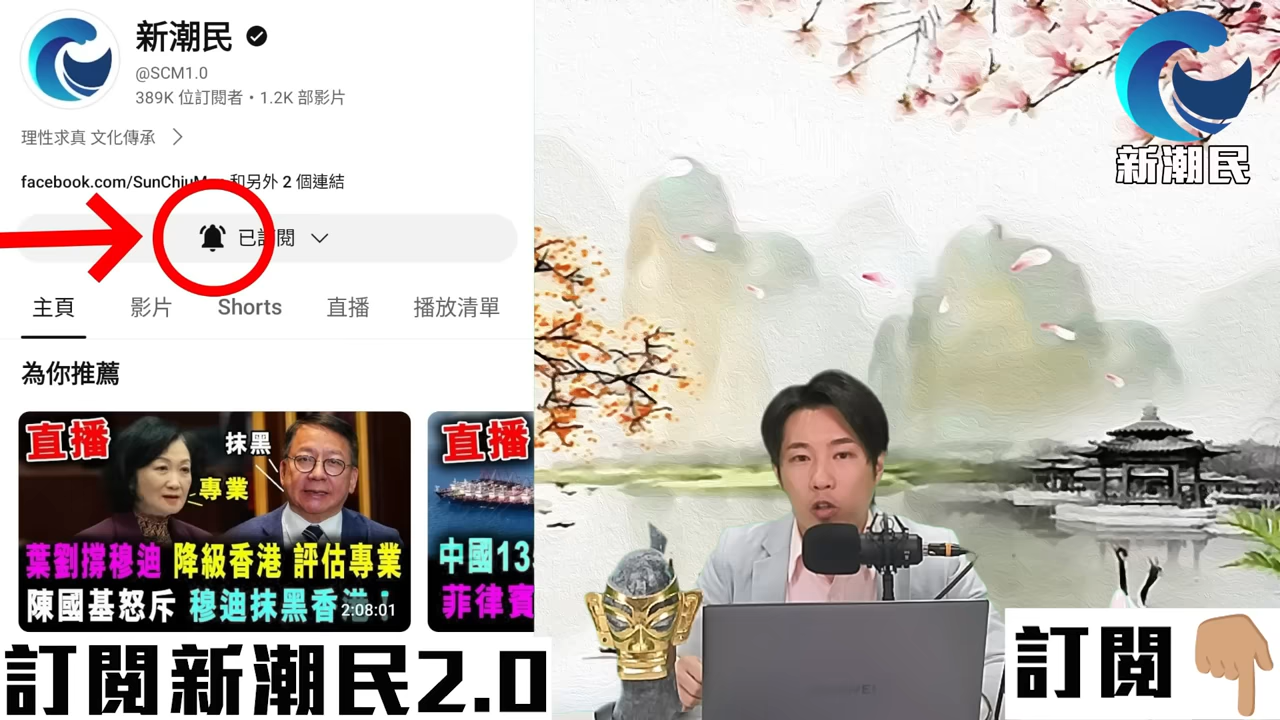 新潮民
@SCM1.0
389K 位訂閱者・1.2K 部影片
理性求真 文化傳承
facebook.com/SunChiuM 和另外 2 個連結
已訂閱
主頁
影片
Shorts
直播
播放清單
為你推薦
直播
抹黑
專業
葉劉撐穆迪 降級香港 評估專業
陳國基怒斥 穆迪抹黑香港!
2:08:01
直播
中國13
菲律賓
訂閱新潮民2.0
新潮民
訂閱